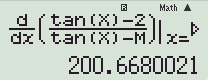 R Math ▲
d/dx(tan(X)-2/tan(X)-M)|x=▷
200.6680021